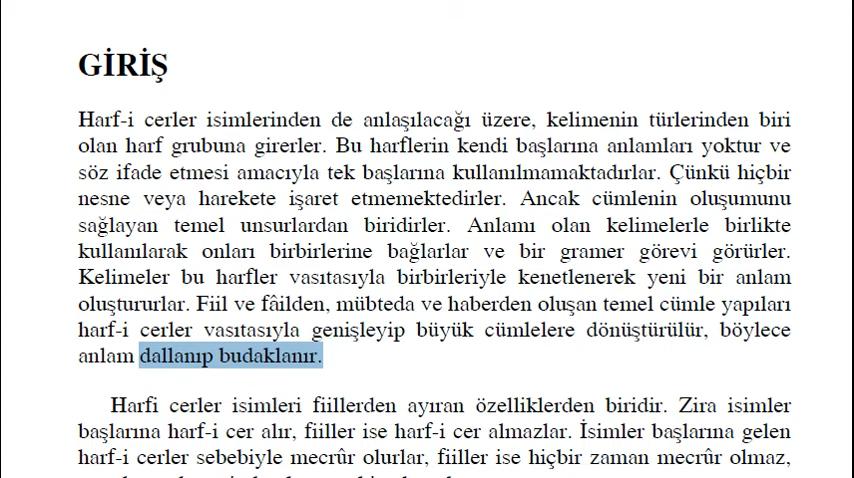 GİRİŞ
Harf-i cerler isimlerinden de anlaşılacağı üzere, kelimenin türlerinden biri
olan harf grubuna girerler. Bu harflerin kendi başlarına anlamları yoktur ve
söz ifade etmesi amacıyla tek başlarına kullanılmamaktadırlar. Çünkü hiçbir
nesne veya harekete işaret etmemektedirler. Ancak cümlenin oluşumunu
sağlayan temel unsurlardan biridirler. Anlamı olan kelimelerle birlikte
kullanılarak onları birbirlerine bağlarlar ve bir gramer görevi görürler.
Kelimeler bu harfler vasıtasıyla birbirleriyle kenetlenerek yeni bir anlam
oluştururlar. Fiil ve fâilden, mübteda ve haberden oluşan temel cümle yapıları
harf-i cerler vasıtasıyla genişleyip büyük cümlelere dönüştürülür, böylece
anlam dallanıp budaklanır.
Harfi cerler isimleri fiillerden ayıran özelliklerden biridir. Zira isimler
başlarına harf-i cer alır, fiiller ise harf-i cer almazlar. İsimler başlarına gelen
harf-i cerler sebebiyle mecrûr olurlar, fiiller ise hiçbir zaman mecrûr olmaz,